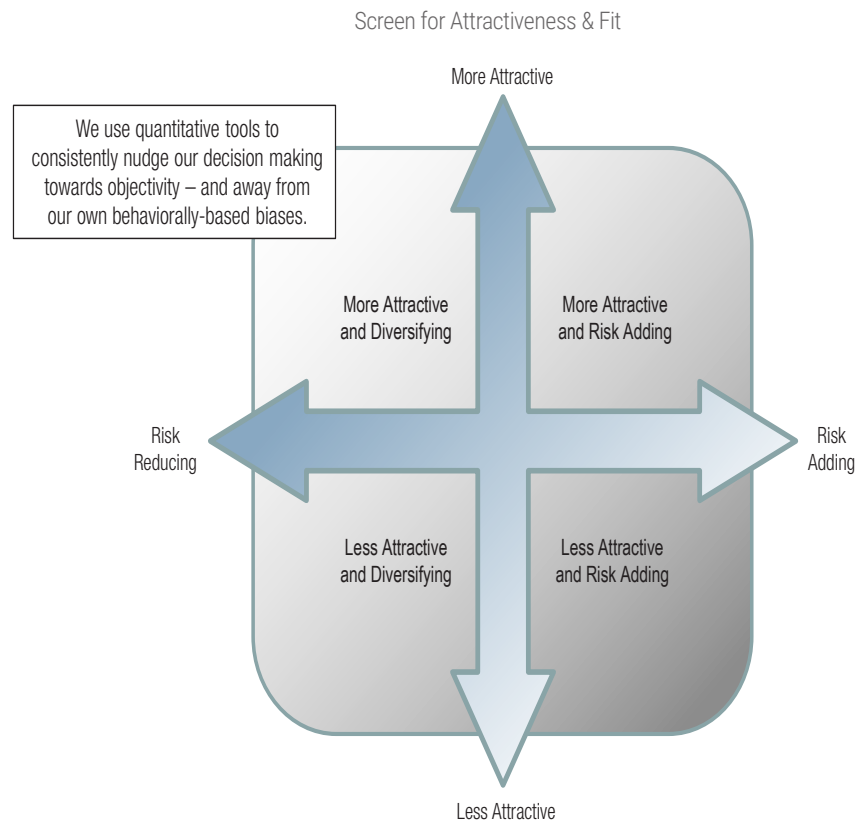 Screen for Attractiveness & Fit
More Attractive
We use quantitative tools to
consistently nudge our decision making
towards objectivity – and away from
our own behaviorally-based biases.
More Attractive
and Diversifying
More Attractive
and Risk Adding
Risk
Reducing
Risk
Adding
Less Attractive
and Diversifying
Less Attractive
and Risk Adding
Less Attractive